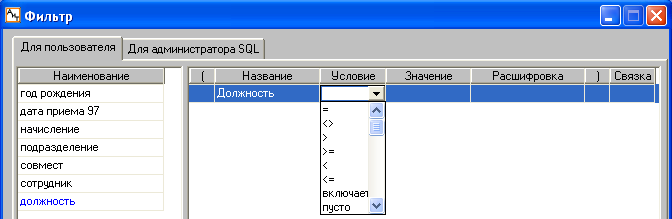 Фильтр
Для пользователя Для администратора SQL
Наименование
год рождения
дата приема 97
начисление
подразделение
совмест
сотрудник
должность
( Название Условие Значение Расшифровка ) Связка
Должность
=
<>
>
>=
<
<=
включает
пусто